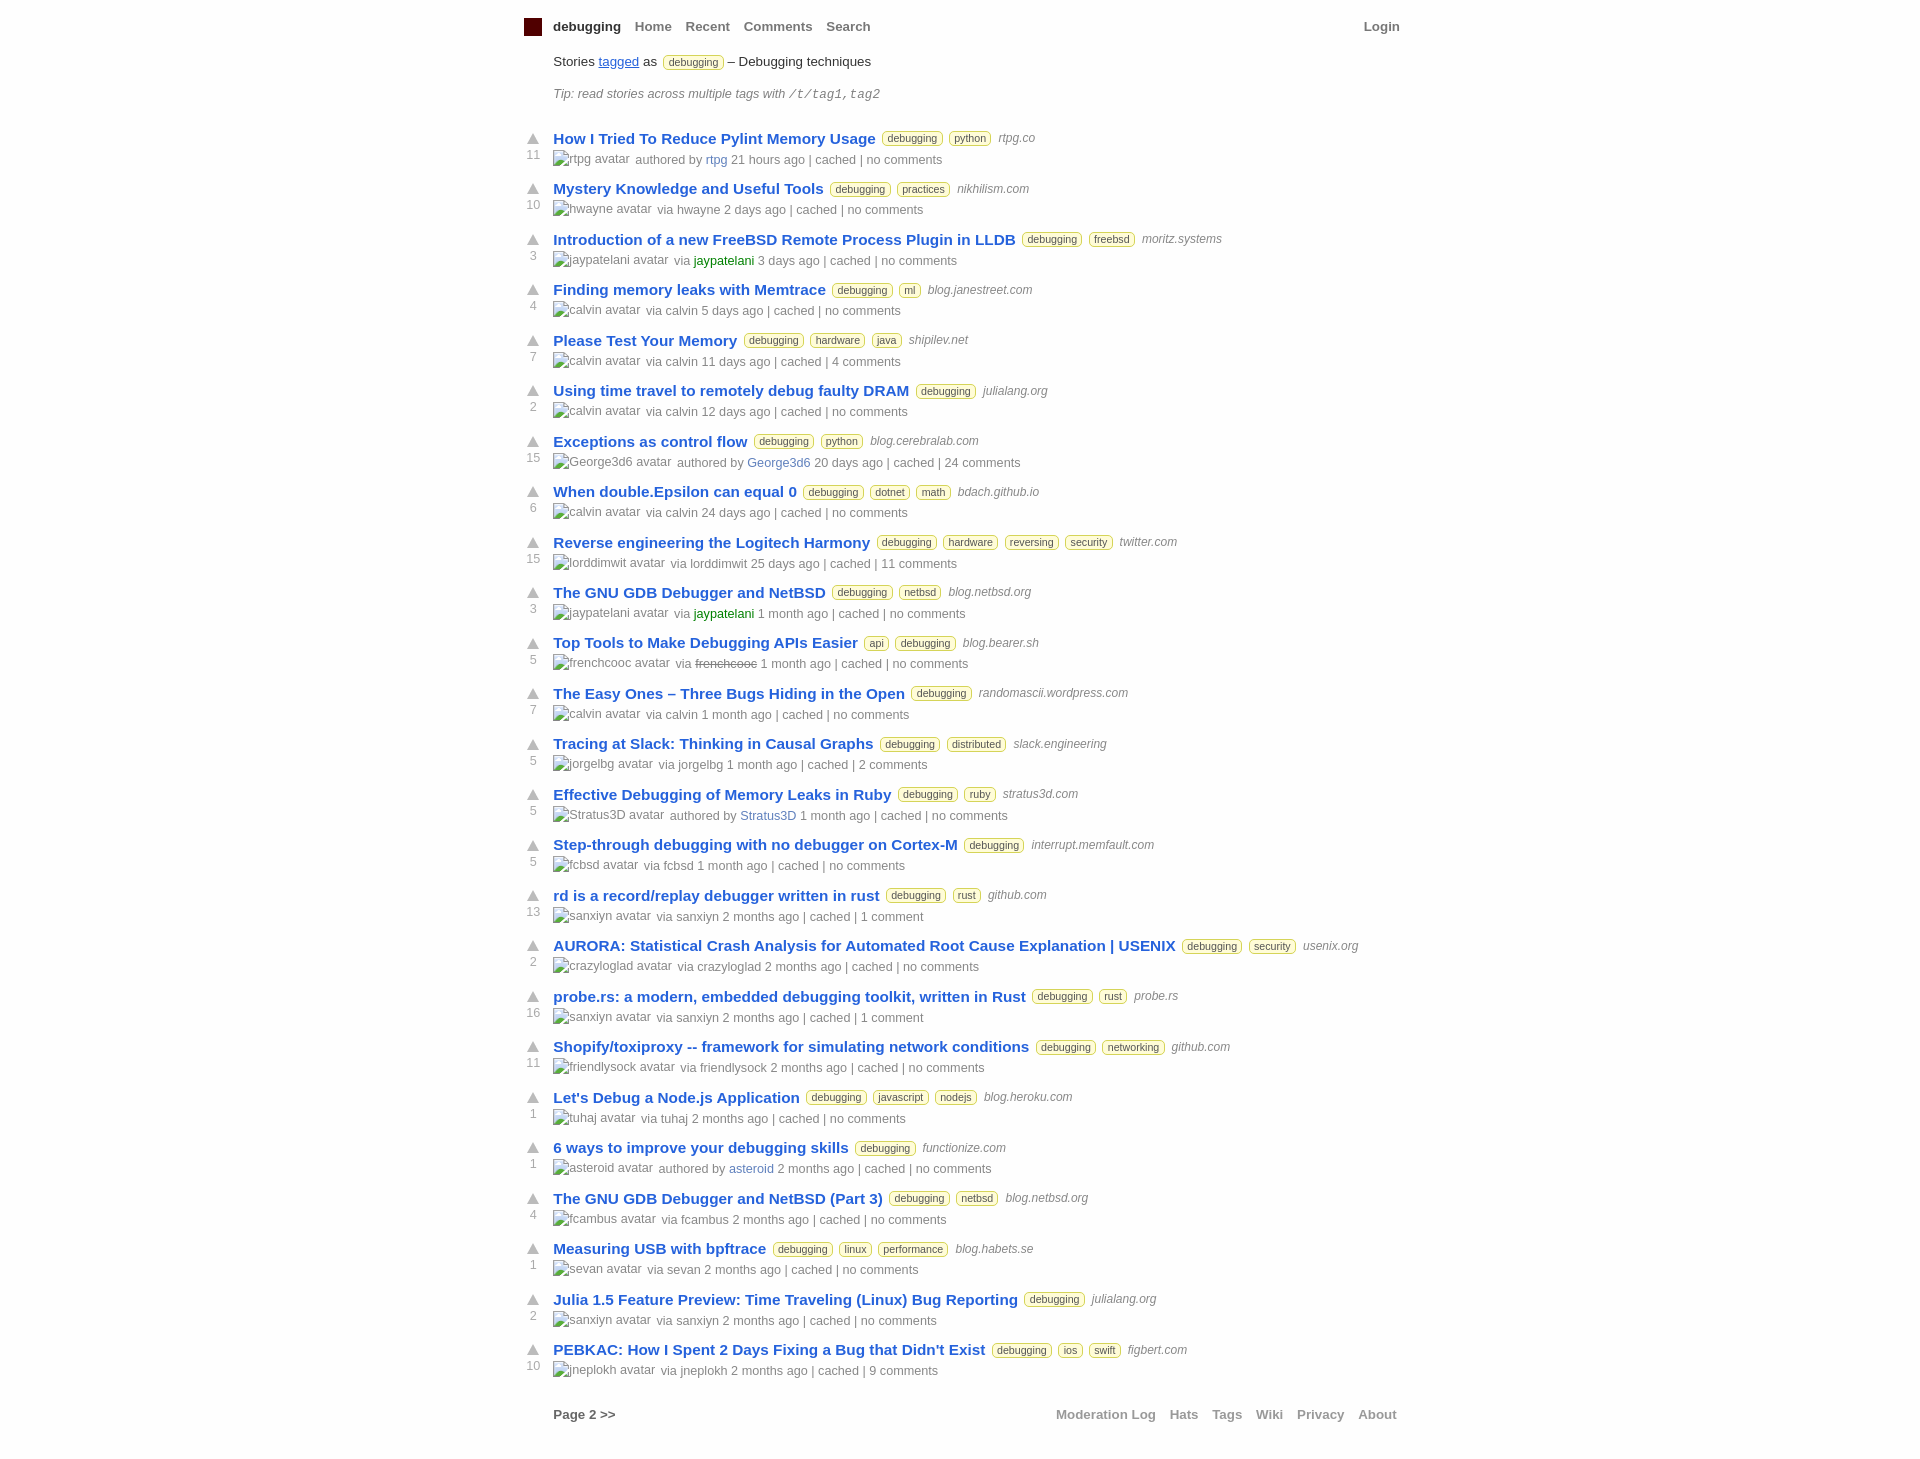 debugging Home Recent Comments Search Login
Stories tagged as debugging – Debugging techniques
Tip: read stories across multiple tags with /t/tag1,tag2
How I Tried To Reduce Pylint Memory Usage debugging python rtpg.co
11 rtpg avatar authored by rtpg 21 hours ago | cached | no comments
Mystery Knowledge and Useful Tools debugging practices nikhilism.com
10 hwayne avatar via hwayne 2 days ago | cached | no comments
Introduction of a new FreeBSD Remote Process Plugin in LLDB debugging freebsd moritz.systems
3 jaypatelani avatar via jaypatelani 3 days ago | cached | no comments
Finding memory leaks with Memtrace debugging ml blog.janestreet.com
4 calvin avatar via calvin 5 days ago | cached | no comments
Please Test Your Memory debugging hardware java shipilev.net
7 calvin avatar via calvin 11 days ago | cached | 4 comments
Using time travel to remotely debug faulty DRAM debugging julialang.org
2 calvin avatar via calvin 12 days ago | cached | no comments
Exceptions as control flow debugging python blog.cerebralab.com
15 George3d6 avatar authored by George3d6 20 days ago | cached | 24 comments
When double.Epsilon can equal 0 debugging dotnet math bdach.github.io
6 calvin avatar via calvin 24 days ago | cached | no comments
Reverse engineering the Logitech Harmony debugging hardware reversing security twitter.com
15 lorddimwit avatar via lorddimwit 25 days ago | cached | 11 comments
The GNU GDB Debugger and NetBSD debugging netbsd blog.netbsd.org
3 jaypatelani avatar via jaypatelani 1 month ago | cached | no comments
Top Tools to Make Debugging APIs Easier api debugging blog.bearer.sh
5 frenchcooc avatar via frenchcooc 1 month ago | cached | no comments
The Easy Ones – Three Bugs Hiding in the Open debugging randomascii.wordpress.com
7 calvin avatar via calvin 1 month ago | cached | no comments
Tracing at Slack: Thinking in Causal Graphs debugging distributed slack.engineering
5 jorgelbg avatar via jorgelbg 1 month ago | cached | 2 comments
Effective Debugging of Memory Leaks in Ruby debugging ruby stratus3d.com
5 Stratus3D avatar authored by Stratus3D 1 month ago | cached | no comments
Step-through debugging with no debugger on Cortex-M debugging interrupt.memfault.com
5 fcbsd avatar via fcbsd 1 month ago | cached | no comments
rd is a record/replay debugger written in rust debugging rust github.com
13 sanxiyn avatar via sanxiyn 2 months ago | cached | 1 comment
AURORA: Statistical Crash Analysis for Automated Root Cause Explanation | USENIX debugging security usenix.org
2 crazyloglad avatar via crazyloglad 2 months ago | cached | no comments
probe.rs: a modern, embedded debugging toolkit, written in Rust debugging rust probe.rs
16 sanxiyn avatar via sanxiyn 2 months ago | cached | 1 comment
Shopify/toxiproxy -- framework for simulating network conditions debugging networking github.com
11 friendlysock avatar via friendlysock 2 months ago | cached | no comments
Let's Debug a Node.js Application debugging javascript nodejs blog.heroku.com
1 tuhaj avatar via tuhaj 2 months ago | cached | no comments
6 ways to improve your debugging skills debugging functionize.com
1 asteroid avatar authored by asteroid 2 months ago | cached | no comments
The GNU GDB Debugger and NetBSD (Part 3) debugging netbsd blog.netbsd.org
4 fcambus avatar via fcambus 2 months ago | cached | no comments
Measuring USB with bpftrace debugging linux performance blog.habets.se
1 sevan avatar via sevan 2 months ago | cached | no comments
Julia 1.5 Feature Preview: Time Traveling (Linux) Bug Reporting debugging julialang.org
2 sanxiyn avatar via sanxiyn 2 months ago | cached | no comments
PEBKAC: How I Spent 2 Days Fixing a Bug that Didn't Exist debugging ios swift figbert.com
10 jneplokh avatar via jneplokh 2 months ago | cached | 9 comments
Page 2 >> Moderation Log Hats Tags Wiki Privacy About